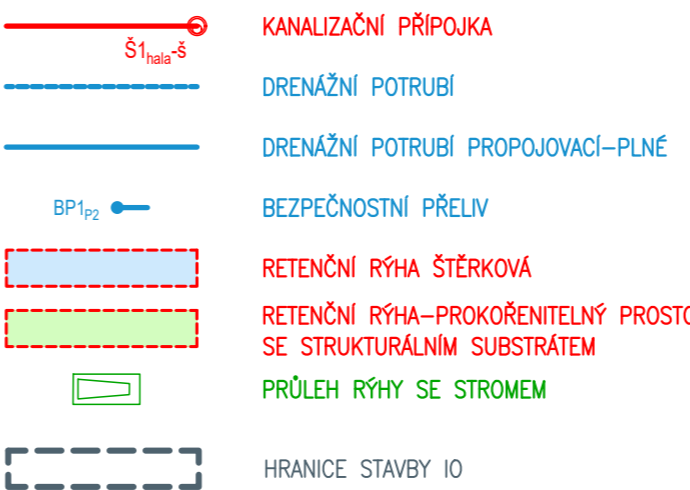 KANALIZAČNÍ PŘÍPOJKA
Š1hala-š
DRENÁŽNÍ POTRUBÍ
DRENÁŽNÍ POTRUBÍ PROPOJOVACÍ–PLNÉ
BP1P2 BEZPEČNOSTNÍ PŘELIV
RETENČNÍ RÝHA ŠTĚRKOVÁ
RETENČNÍ RÝHA–PROKOŘENITELNÝ PROSTO
SE STRUKTURÁLNÍM SUBSTRÁTEM
PRŮLEH RÝHY SE STROMEM
HRANICE STAVBY IO